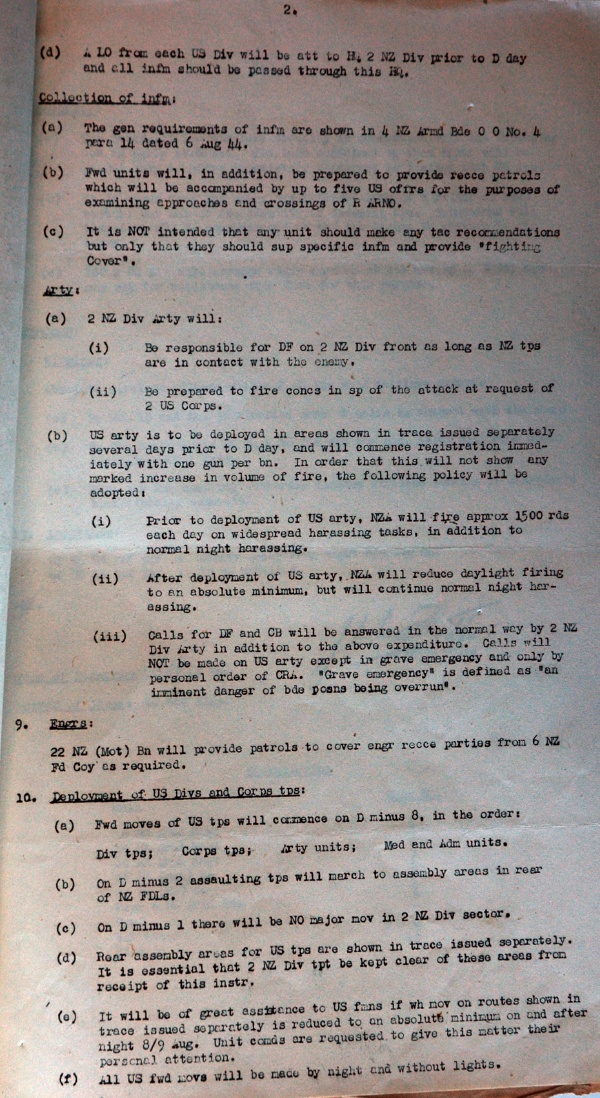 2.
(d) A LO from each US Div will be att to HQ 2 NZ Div prior to D day
and all infm should be passed through this HQ.
Collection of infm:
(a) The gen requirements of infm are shown in 4 NZ Armd Bde O O No. 4
para 14 dated 6 Aug 44.
(b) Fwd units will, in addition, be prepared to provide recce patrols
which will be accompanied by up to five US offrs for the purposes of
examining approaches and crossings of R ARNO.
(c) It is NOT intended that any unit should make any tac recommendations
but only that they should sup specific infm and provide "fighting
Cover".
Arty:
(a) 2 NZ Div Arty will:
(i) Be responsible for DF on 2 NZ Div front as long as NZ tps
are in contact with the enemy.
(ii) Be prepared to fire concs in sp of the attack at request of
2 US Corps.
(b) US arty is to be deployed in areas shown in trace issued separately
several days prior to D day, and will commence registration immed-
iately with one gun per bn. In order that this will not show any
marked increase in volume of fire, the following policy will be
adopted:
(i) Prior to deployment of US arty, NZA will fire approx 1500 rds
each day on widespread harassing tasks, in addition to
normal night harassing.
(ii) After deployment of US arty, NZA will reduce daylight firing
to an absolute minimum, but will continue normal night har-
assing.
(iii) Calls for DF and CB will be answered in the normal way by 2 NZ
Div Arty in addition to the above expenditure. Calls will
NOT be made on US arty except in grave emergency and only by
personal order of CRA. "Grave emergency" is defined as "an
imminent danger of bde posns being overrun".
9. Engrs:
22 NZ (Mot) Bn will provide patrols to cover engr recce parties from 6 NZ
Fd Coy as required.
10. Deployment of US Divs and Corps tps:
(a) Fwd moves of US tps will commence on D minus 8, in the order:
Div tps; Corps tps; Arty units; Med and Adm units.
(b) On D minus 2 assaulting tps will march to assembly areas in rear
of NZ FDLs.
(c) On D minus 1 there will be NO major mov in 2 NZ Div sector.
(d) Rear assembly areas for US tps are shown in trace issued separately.
It is essential that 2 NZ Div tpt be kept clear of these areas from
receipt of this instr.
(e) It will be of great assistance to US fmns if wh mov on routes shown in
trace issued separately is reduced to an absolute minimum on and after
night 8/9 Aug. Unit comds are requested to give this matter their
personal attention.
(f) All US fwd movs will be made by night and without lights.